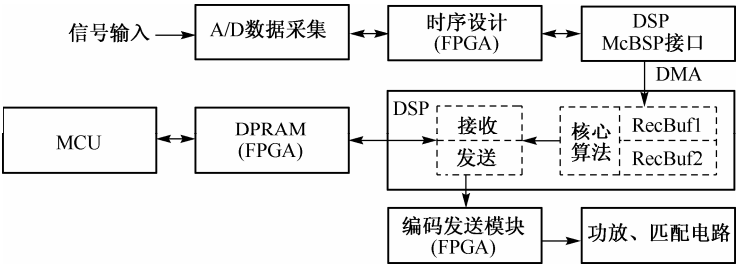 信号输入
A/D数据采集
时序设计
(FPGA)
DSP
McBSP接口
DMA
MCU
DPRAM
(FPGA)
DSP
接收
发送
核心
算法
RecBuf1
RecBuf2
编码发送模块
(FPGA)
功放、匹配电路